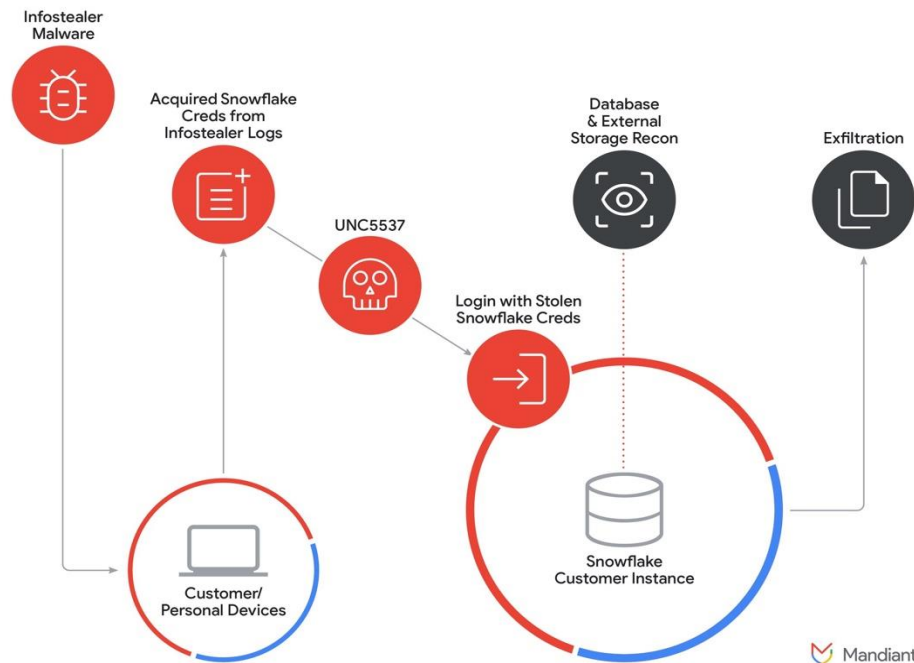 Infostealer
Malware
Acquired Snowflake
Creds from
Infostealer Logs
UNC5537
Login with Stolen
Snowflake Creds
Database
& External
Storage Recon
Exfiltration
Customer/
Personal Devices
Snowflake
Customer Instance
Mandiant